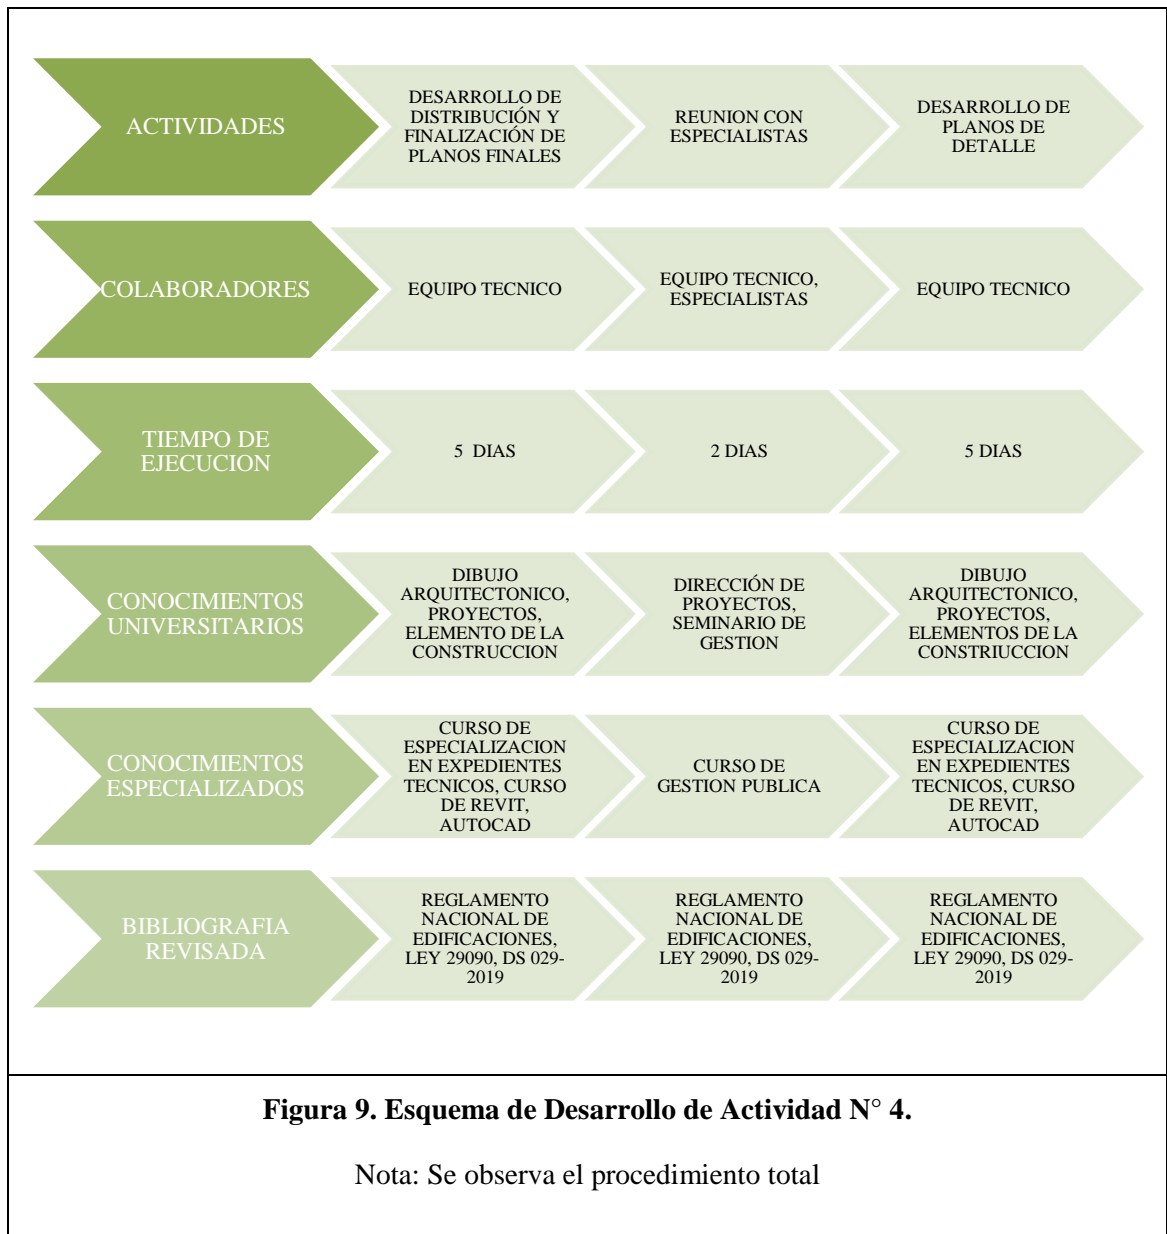 ACTIVIDADES
DESARROLLO DE
DISTRIBUCIÓN Y
FINALIZACIÓN DE
PLANOS FINALES
REUNION CON
ESPECIALISTAS
DESARROLLO DE
PLANOS DE
DETALLE
COLABORADORES
EQUIPO TECNICO
EQUIPO TECNICO,
ESPECIALISTAS
EQUIPO TECNICO
TIEMPO DE
EJECUCION
5 DIAS
2 DIAS
5 DIAS
CONOCIMIENTOS
UNIVERSITARIOS
DIBUJO
ARQUITECTONICO,
PROYECTOS,
ELEMENTO DE LA
CONSTRUCCION
DIRECCIÓN DE
PROYECTOS,
SEMINARIO DE
GESTION
DIBUJO
ARQUITECTONICO,
PROYECTOS,
ELEMENTOS DE LA
CONSTRIUCCION
CONOCIMIENTOS
ESPECIALIZADOS
CURSO DE
ESPECIALIZACION
EN EXPEDIENTES
TECNICOS, CURSO
DE REVIT,
AUTOCAD
CURSO DE
GESTION PUBLICA
CURSO DE
ESPECIALIZACION
EN EXPEDIENTES
TECNICOS, CURSO
DE REVIT,
AUTOCAD
BIBLIOGRAFIA
REVISADA
REGLAMENTO
NACIONAL DE
EDIFICACIONES,
LEY 29090, DS 029-
2019
REGLAMENTO
NACIONAL DE
EDIFICACIONES,
LEY 29090, DS 029-
2019
REGLAMENTO
NACIONAL DE
EDIFICACIONES,
LEY 29090, DS 029-
2019
Figura 9. Esquema de Desarrollo de Actividad N° 4.
Nota: Se observa el procedimiento total